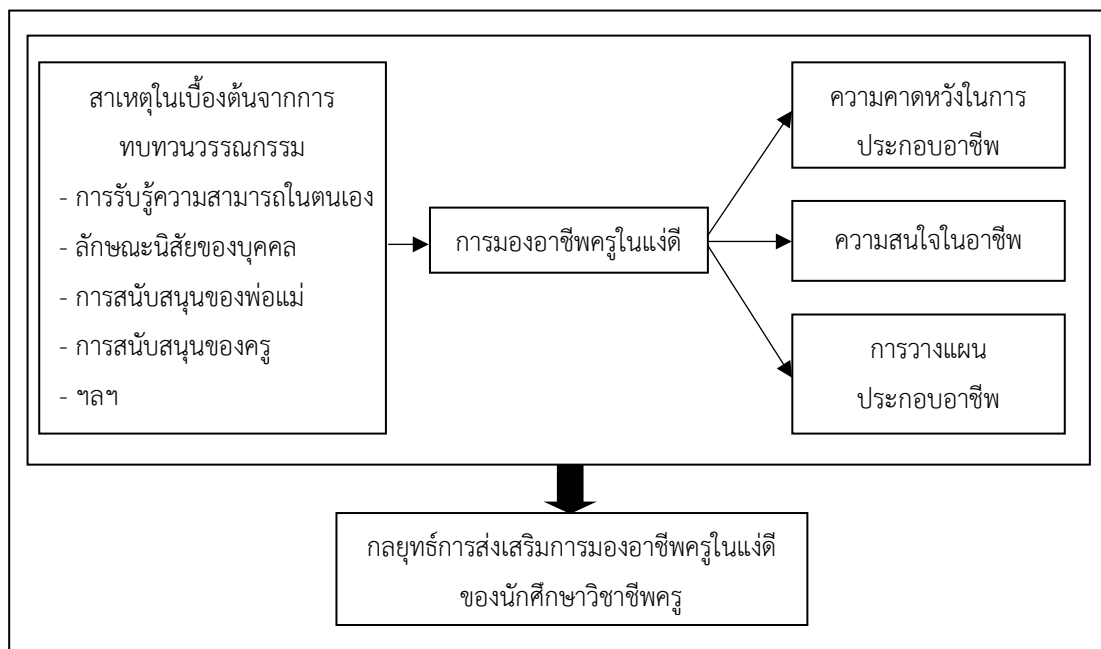 สาเหตุในเบื้องต้นจากการ
ทบทวนวรรณกรรม
- การรับรู้ความสามารถในตนเอง
- ลักษณะนิสัยของบุคคล
- การสนับสนุนของพ่อแม่
- การสนับสนุนของครู
- ฯลฯ
การมองอาชีพครูในแง่ดี
ความคาดหวังในการ
ประกอบอาชีพ
ความสนใจในอาชีพ
การวางแผน
ประกอบอาชีพ
กลยุทธ์การส่งเสริมการมองอาชีพครูในแง่ดี
ของนักศึกษาวิชาชีพครู